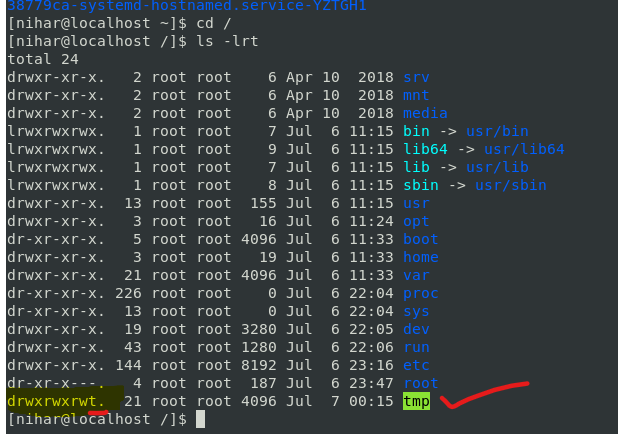 38779ca-systemd-hostnamed.service-YZTGH1
[nihar@localhost ~]$ cd /
[nihar@localhost /]$ ls -lrt
total 24
drwxr-xr-x.   2 root root    6 Apr 10  2018 srv
drwxr-xr-x.   2 root root    6 Apr 10  2018 mnt
drwxr-xr-x.   2 root root    6 Apr 10  2018 media
lrwxrwxrwx.   1 root root    7 Jul  6 11:15 bin -> usr/bin
lrwxrwxrwx.   1 root root    9 Jul  6 11:15 lib64 -> usr/lib64
lrwxrwxrwx.   1 root root    7 Jul  6 11:15 lib -> usr/lib
lrwxrwxrwx.   1 root root    8 Jul  6 11:15 sbin -> usr/sbin
drwxr-xr-x.  13 root root  155 Jul  6 11:15 usr
drwxr-xr-x.   3 root root   16 Jul  6 11:24 opt
dr-xr-xr-x.   5 root root 4096 Jul  6 11:33 boot
drwxr-xr-x.   3 root root   19 Jul  6 11:33 home
drwxr-xr-x.  21 root root 4096 Jul  6 11:33 var
dr-xr-xr-x. 226 root root    0 Jul  6 22:04 proc
dr-xr-xr-x.  13 root root    0 Jul  6 22:04 sys
drwxr-xr-x.  19 root root 3280 Jul  6 22:05 dev
drwxr-xr-x.  43 root root 1280 Jul  6 22:06 run
drwxr-xr-x. 144 root root 8192 Jul  6 23:16 etc
dr-xr-x---.   4 root root  187 Jul  6 23:47 root
drwxrwxrwt.  21 root root 4096 Jul  7 00:15 tmp
[nihar@localhost /]$